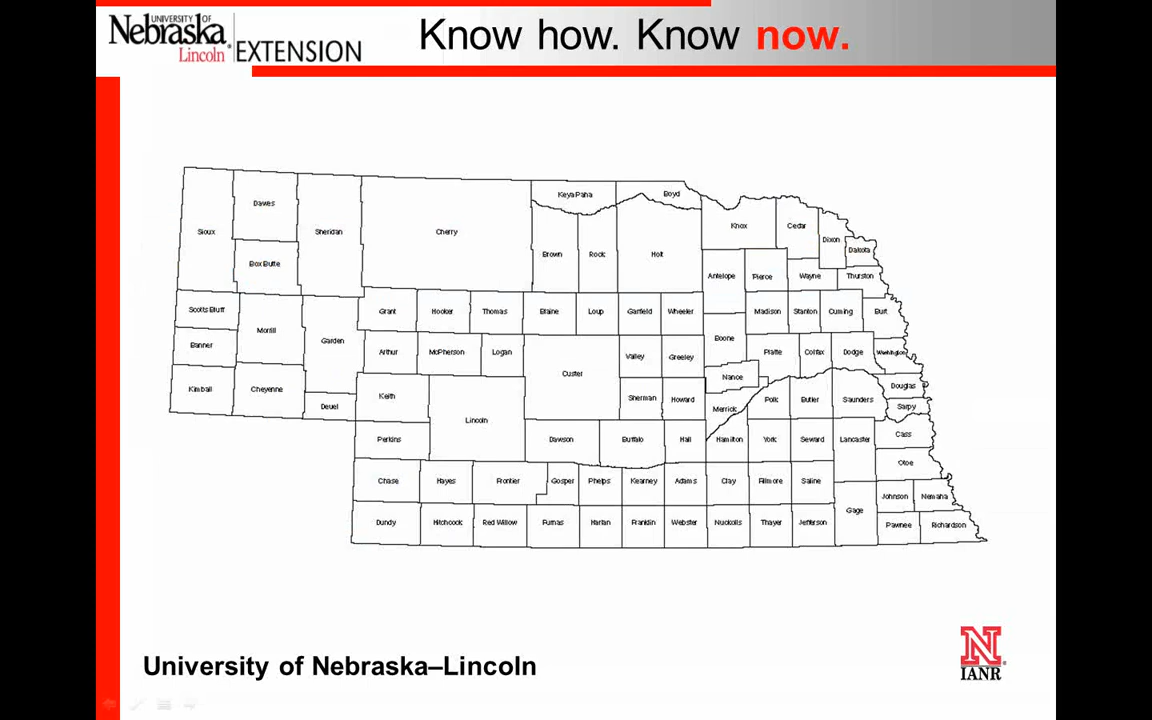 UNIVERSITY OF
Nebraska
Lincoln
EXTENSION
Know how. Know now.
Keya Paha
Boyd
Dawes
Sioux
Sheridan
Cherry
Knox
Cedar
Dixon
Dakota
Box Butte
Brown
Rock
Holt
Antelope
Pierce
Wayne
Thurston
Scotts Bluff
Morrill
Garden
Grant
Hooker
Thomas
Blaine
Loup
Garfield
Wheeler
Madison
Stanton
Cuming
Burt
Banner
Arthur
McPherson
Logan
Custer
Valley
Greeley
Boone
Platte
Colfax
Dodge
Washington
Nance
Kimball
Cheyenne
Deuel
Keith
Lincoln
Sherman
Howard
Merrick
Polk
Butler
Saunders
Douglas
Sarpy
Perkins
Dawson
Buffalo
Hall
Hamilton
York
Seward
Lancaster
Cass
Otoe
Chase
Hayes
Frontier
Gosper
Phelps
Kearney
Adams
Clay
Fillmore
Saline
Gage
Johnson
Nemaha
Dundy
Hitchcock
Red Willow
Furnas
Harlan
Franklin
Webster
Nuckolls
Thayer
Jefferson
Pawnee
Richardson
University of Nebraska–Lincoln
N
IANR